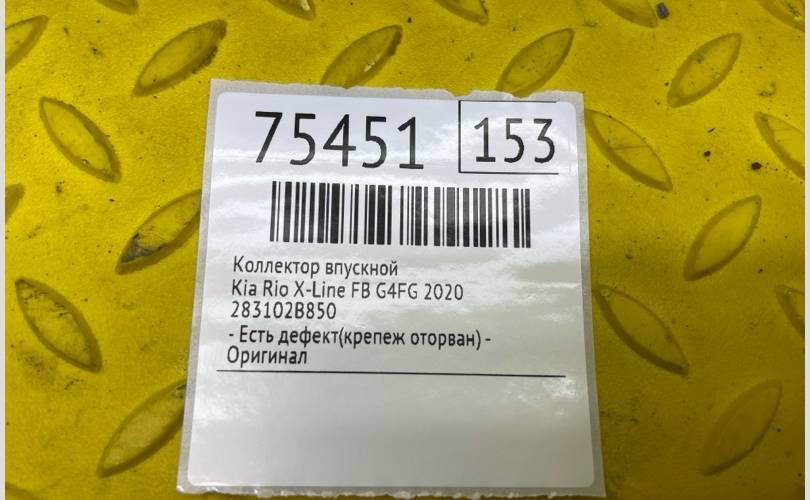 75451 153
Коллектор впускной
Kia Rio X-Line FB G4FG 2020
283102B850
- Есть дефект(крепеж оторван) -
Оригинал